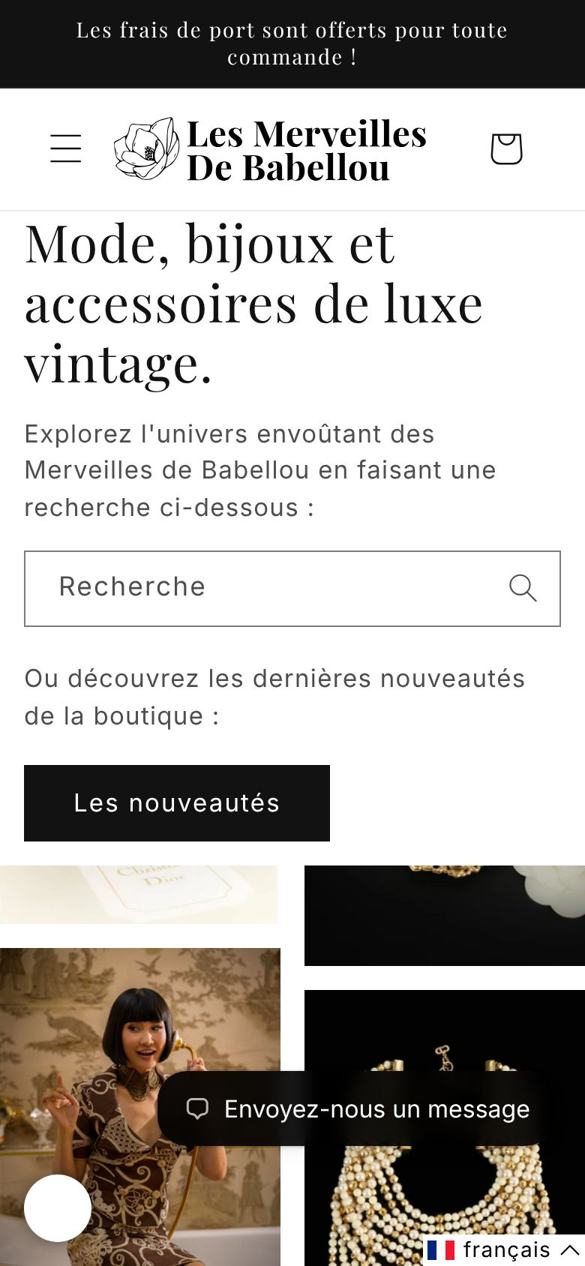 Les frais de port sont offerts pour toute
commande !
Les Merveilles
De Babellou
Mode, bijoux et
accessoires de luxe
vintage.
Explorez l'univers envoûtant des
Merveilles de Babellou en faisant une
recherche ci-dessous :
Recherche
Ou découvrez les dernières nouveautés
de la boutique :
Les nouveautés
Christian
Dior
Envoyez-nous un message
français